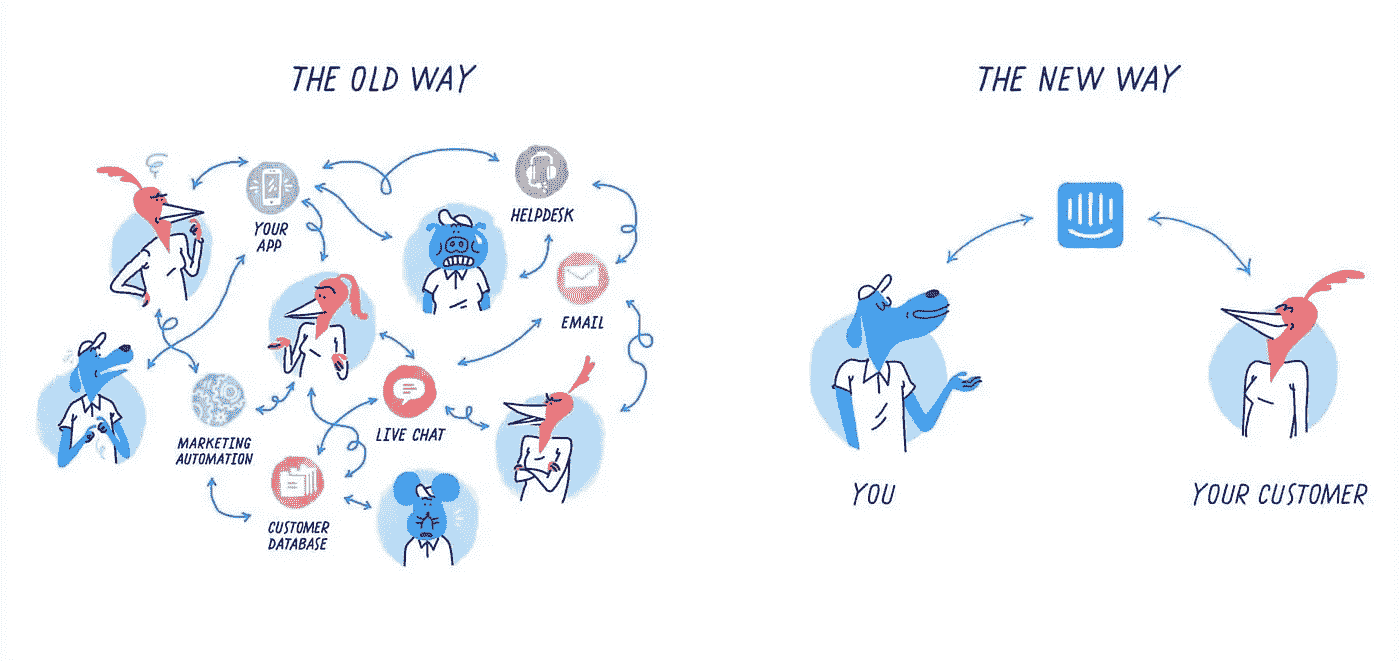 THE OLD WAY
THE NEW WAY
YOUR
APP
HELPDESK
EMAIL
MARKETING
AUTOMATION
LIVE CHAT
CUSTOMER
DATABASE
YOU
YOUR CUSTOMER